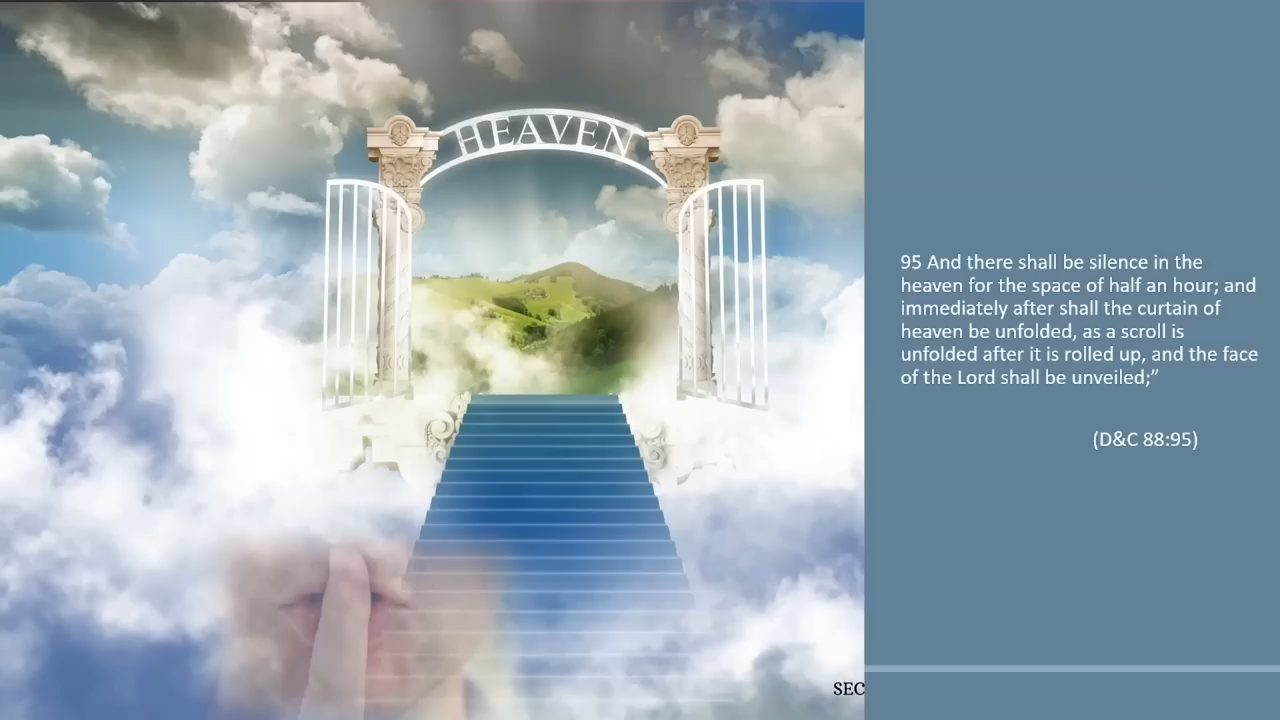 HEAVEN
95 And there shall be silence in the
heaven for the space of half an hour; and
immediately after shall the curtain of
heaven be unfolded, as a scroll is
unfolded after it is rolled up, and the face
of the Lord shall be unveiled;”
(D&C 88:95)
SEC